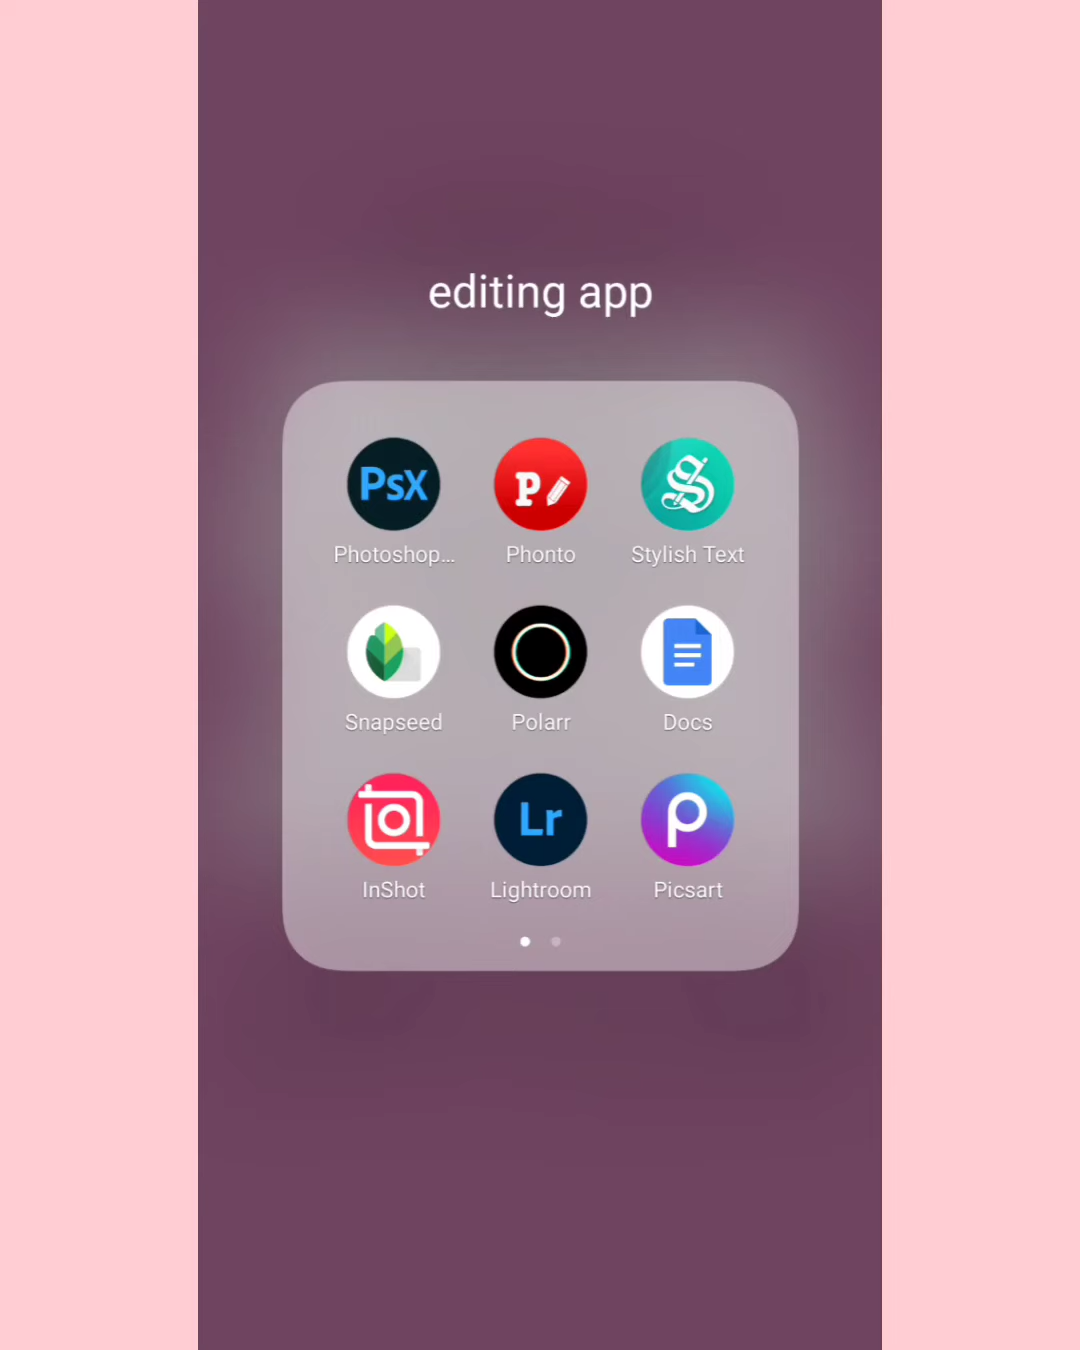 editing app
PsX
P
S
Photoshop...
Phonto
Stylish Text
Snapseed
Polarr
Docs
Lr
P
InShot
Lightroom
Picsart